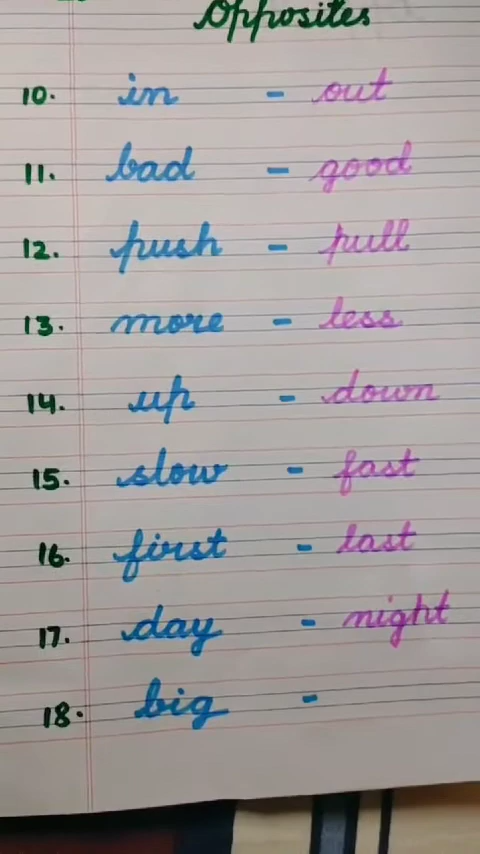 Opposites
10. in - out
11. bad - good
12. push - pull
13. more - less
14. up - down
15. slow - fast
16. first - last
17. day - night
18. big -